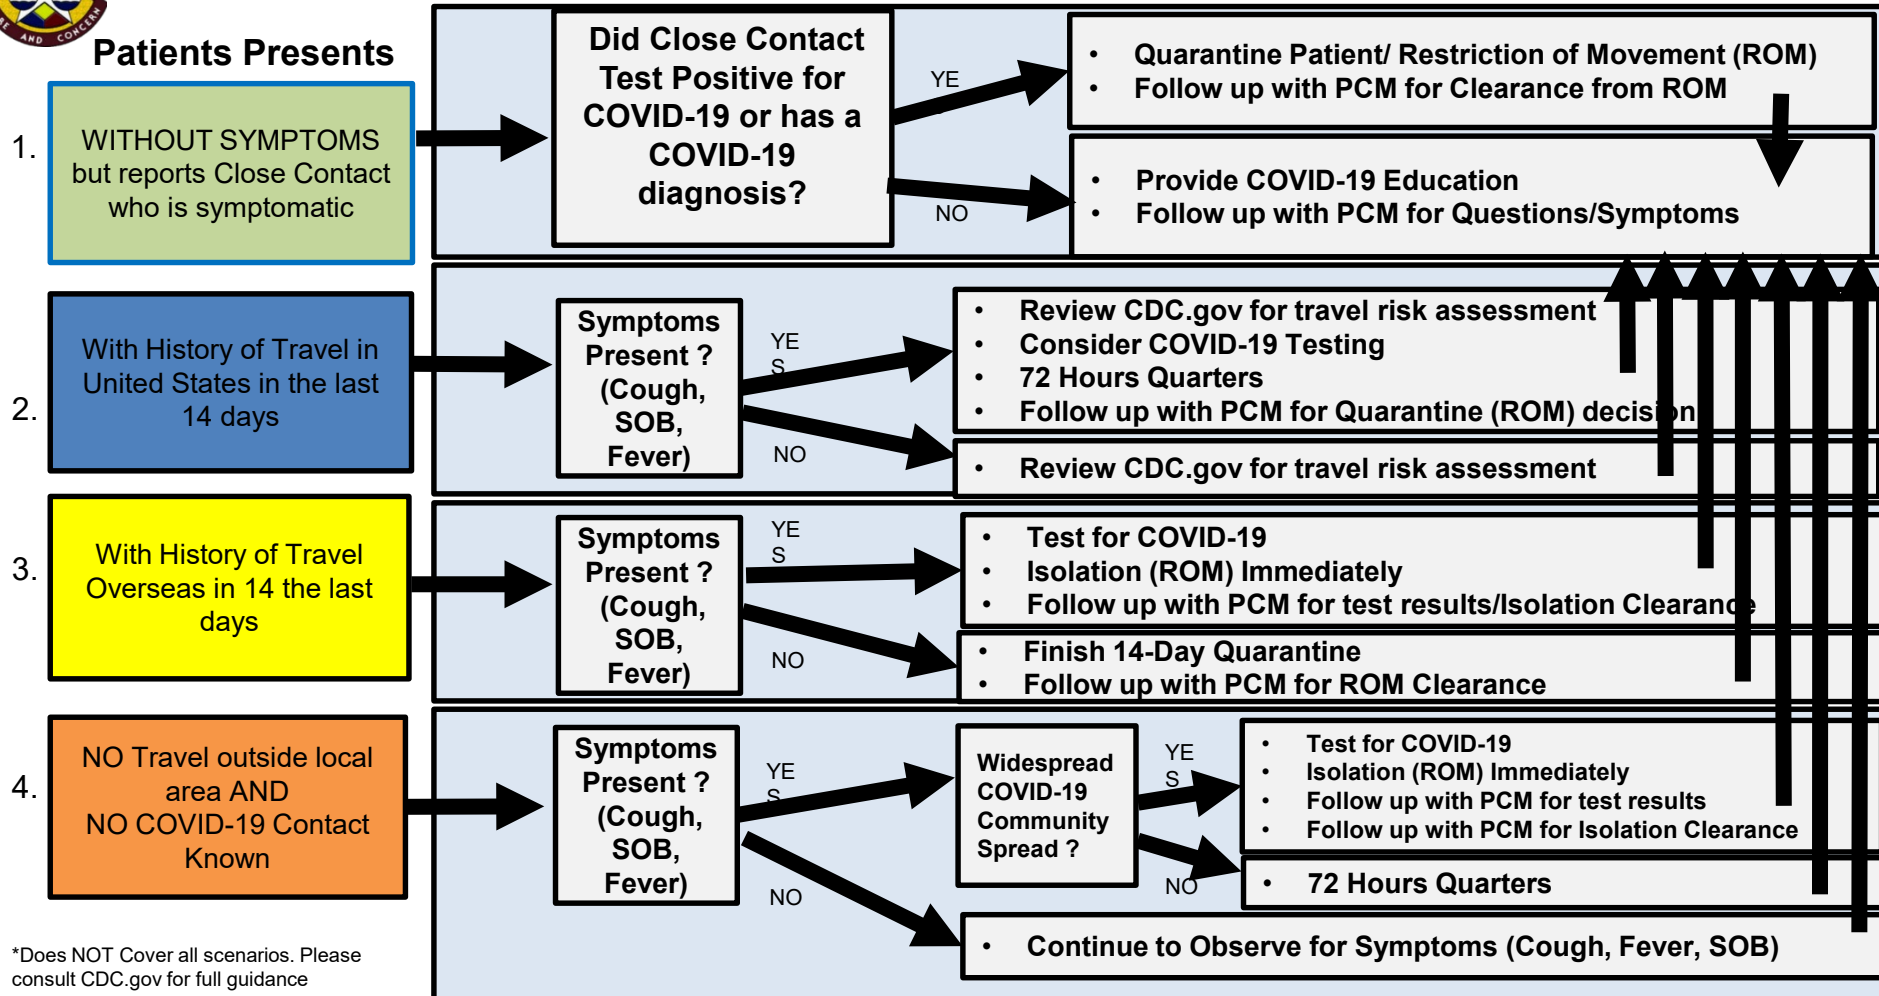 AND CONCERN
Patients Presents
1.
WITHOUT SYMPTOMS
but reports Close Contact
who is symptomatic
Did Close Contact
Test Positive for
COVID-19 or has a
COVID-19
diagnosis?
YE
NO
• Quarantine Patient/ Restriction of Movement (ROM)
• Follow up with PCM for Clearance from ROM
• Provide COVID-19 Education
• Follow up with PCM for Questions/Symptoms
2.
With History of Travel in
United States in the last
14 days
Symptoms
Present ?
(Cough,
SOB,
Fever)
YE
S
NO
• Review CDC.gov for travel risk assessment
• Consider COVID-19 Testing
• 72 Hours Quarters
• Follow up with PCM for Quarantine (ROM) decision
• Review CDC.gov for travel risk assessment
3.
With History of Travel
Overseas in 14 the last
days
Symptoms
Present ?
(Cough,
SOB,
Fever)
YE
S
NO
• Test for COVID-19
• Isolation (ROM) Immediately
• Follow up with PCM for test results/Isolation Clearance
• Finish 14-Day Quarantine
• Follow up with PCM for ROM Clearance
4.
NO Travel outside local
area AND
NO COVID-19 Contact
Known
Symptoms
Present ?
(Cough,
SOB,
Fever)
YE
S
NO
Widespread
COVID-19
Community
Spread ?
YE
S
NO
• Test for COVID-19
• Isolation (ROM) Immediately
• Follow up with PCM for test results
• Follow up with PCM for Isolation Clearance
• 72 Hours Quarters
• Continue to Observe for Symptoms (Cough, Fever, SOB)
*Does NOT Cover all scenarios. Please
consult CDC.gov for full guidance